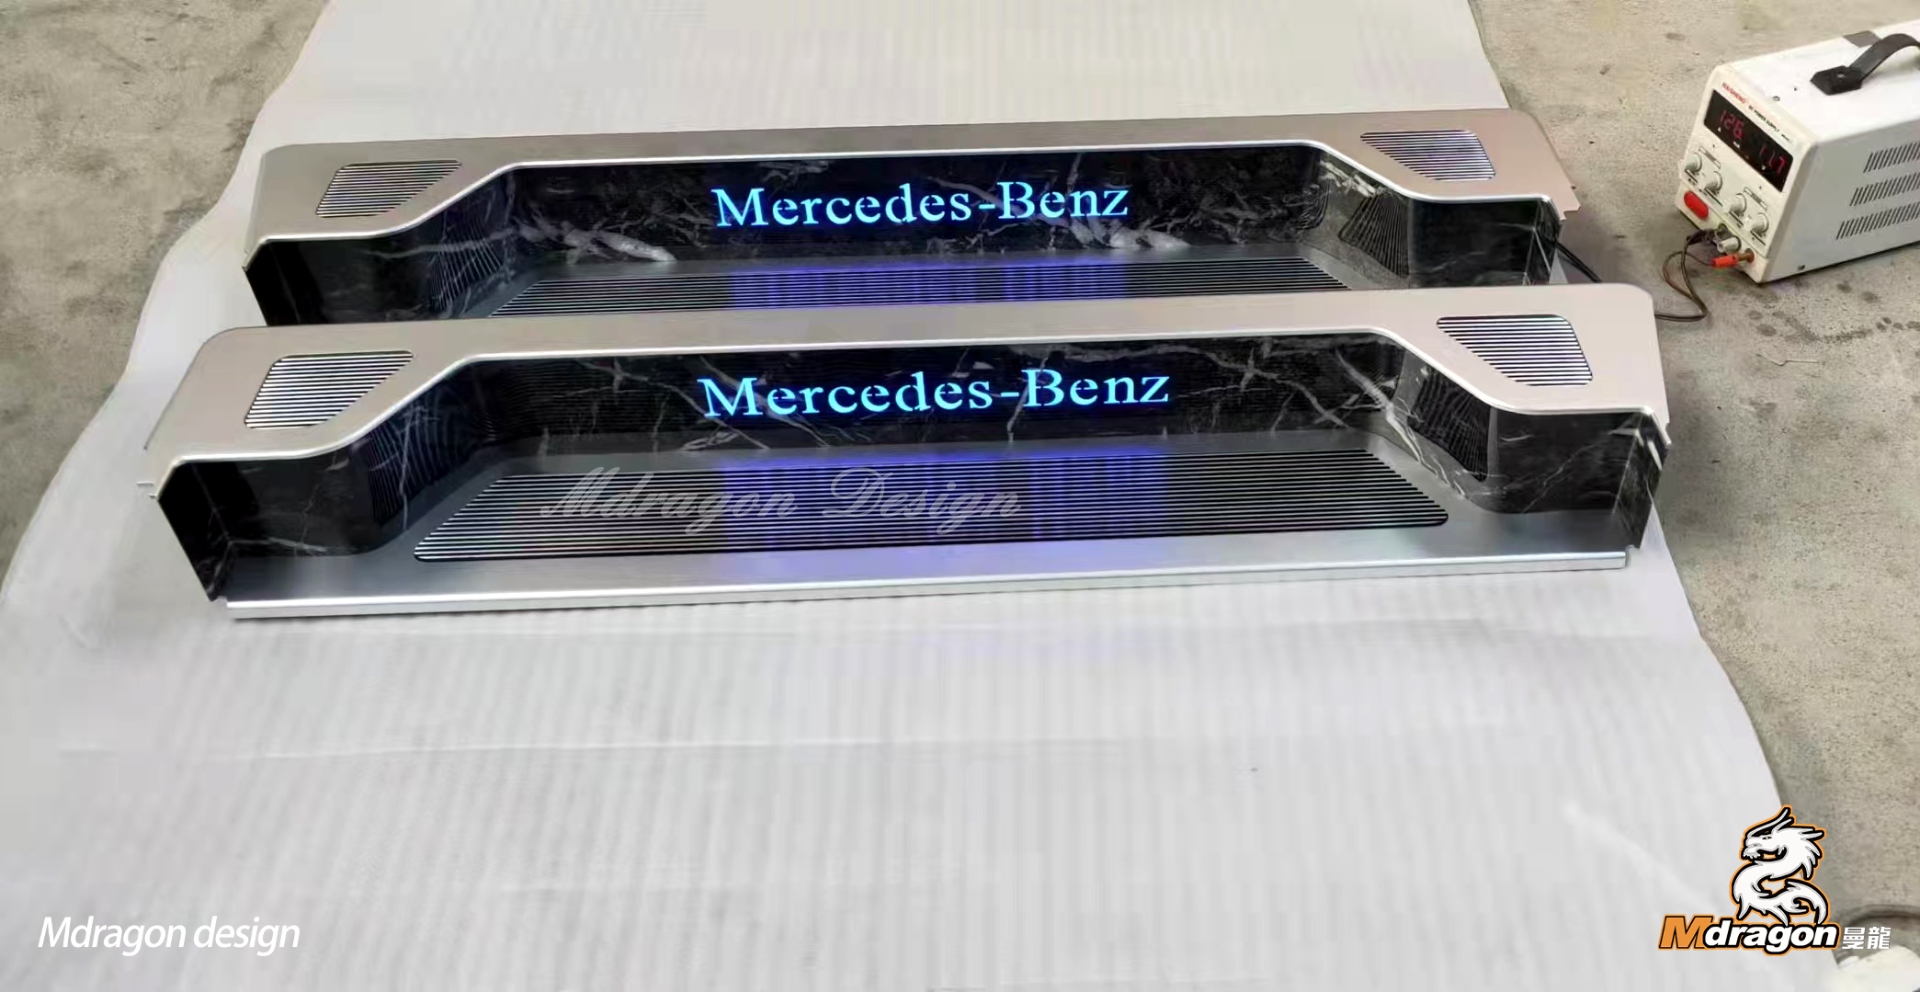 Mercedes-Benz
Mercedes-Benz
Mdragon Design
Mdragon design
Mdragon曼龍